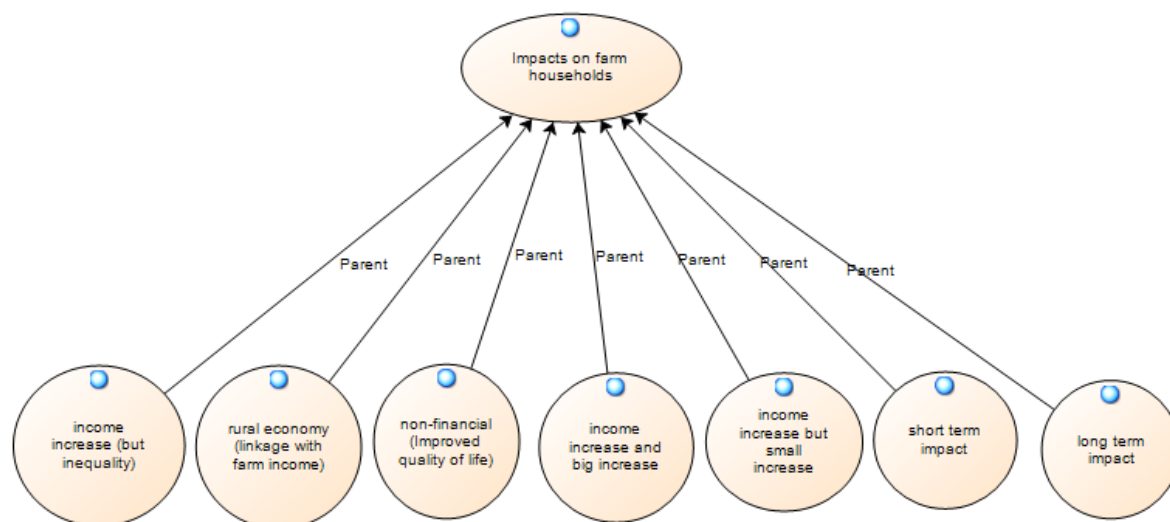 Impacts on farm
households
Parent
Parent
Parent
Parent
Parent
Parent
Parent
income
increase (but
inequality)
rural economy
(linkage with
farm income)
non-financial
(Improved
quality of life)
income
increase and
big increase
income
increase but
small
increase
short term
impact
long term
impact